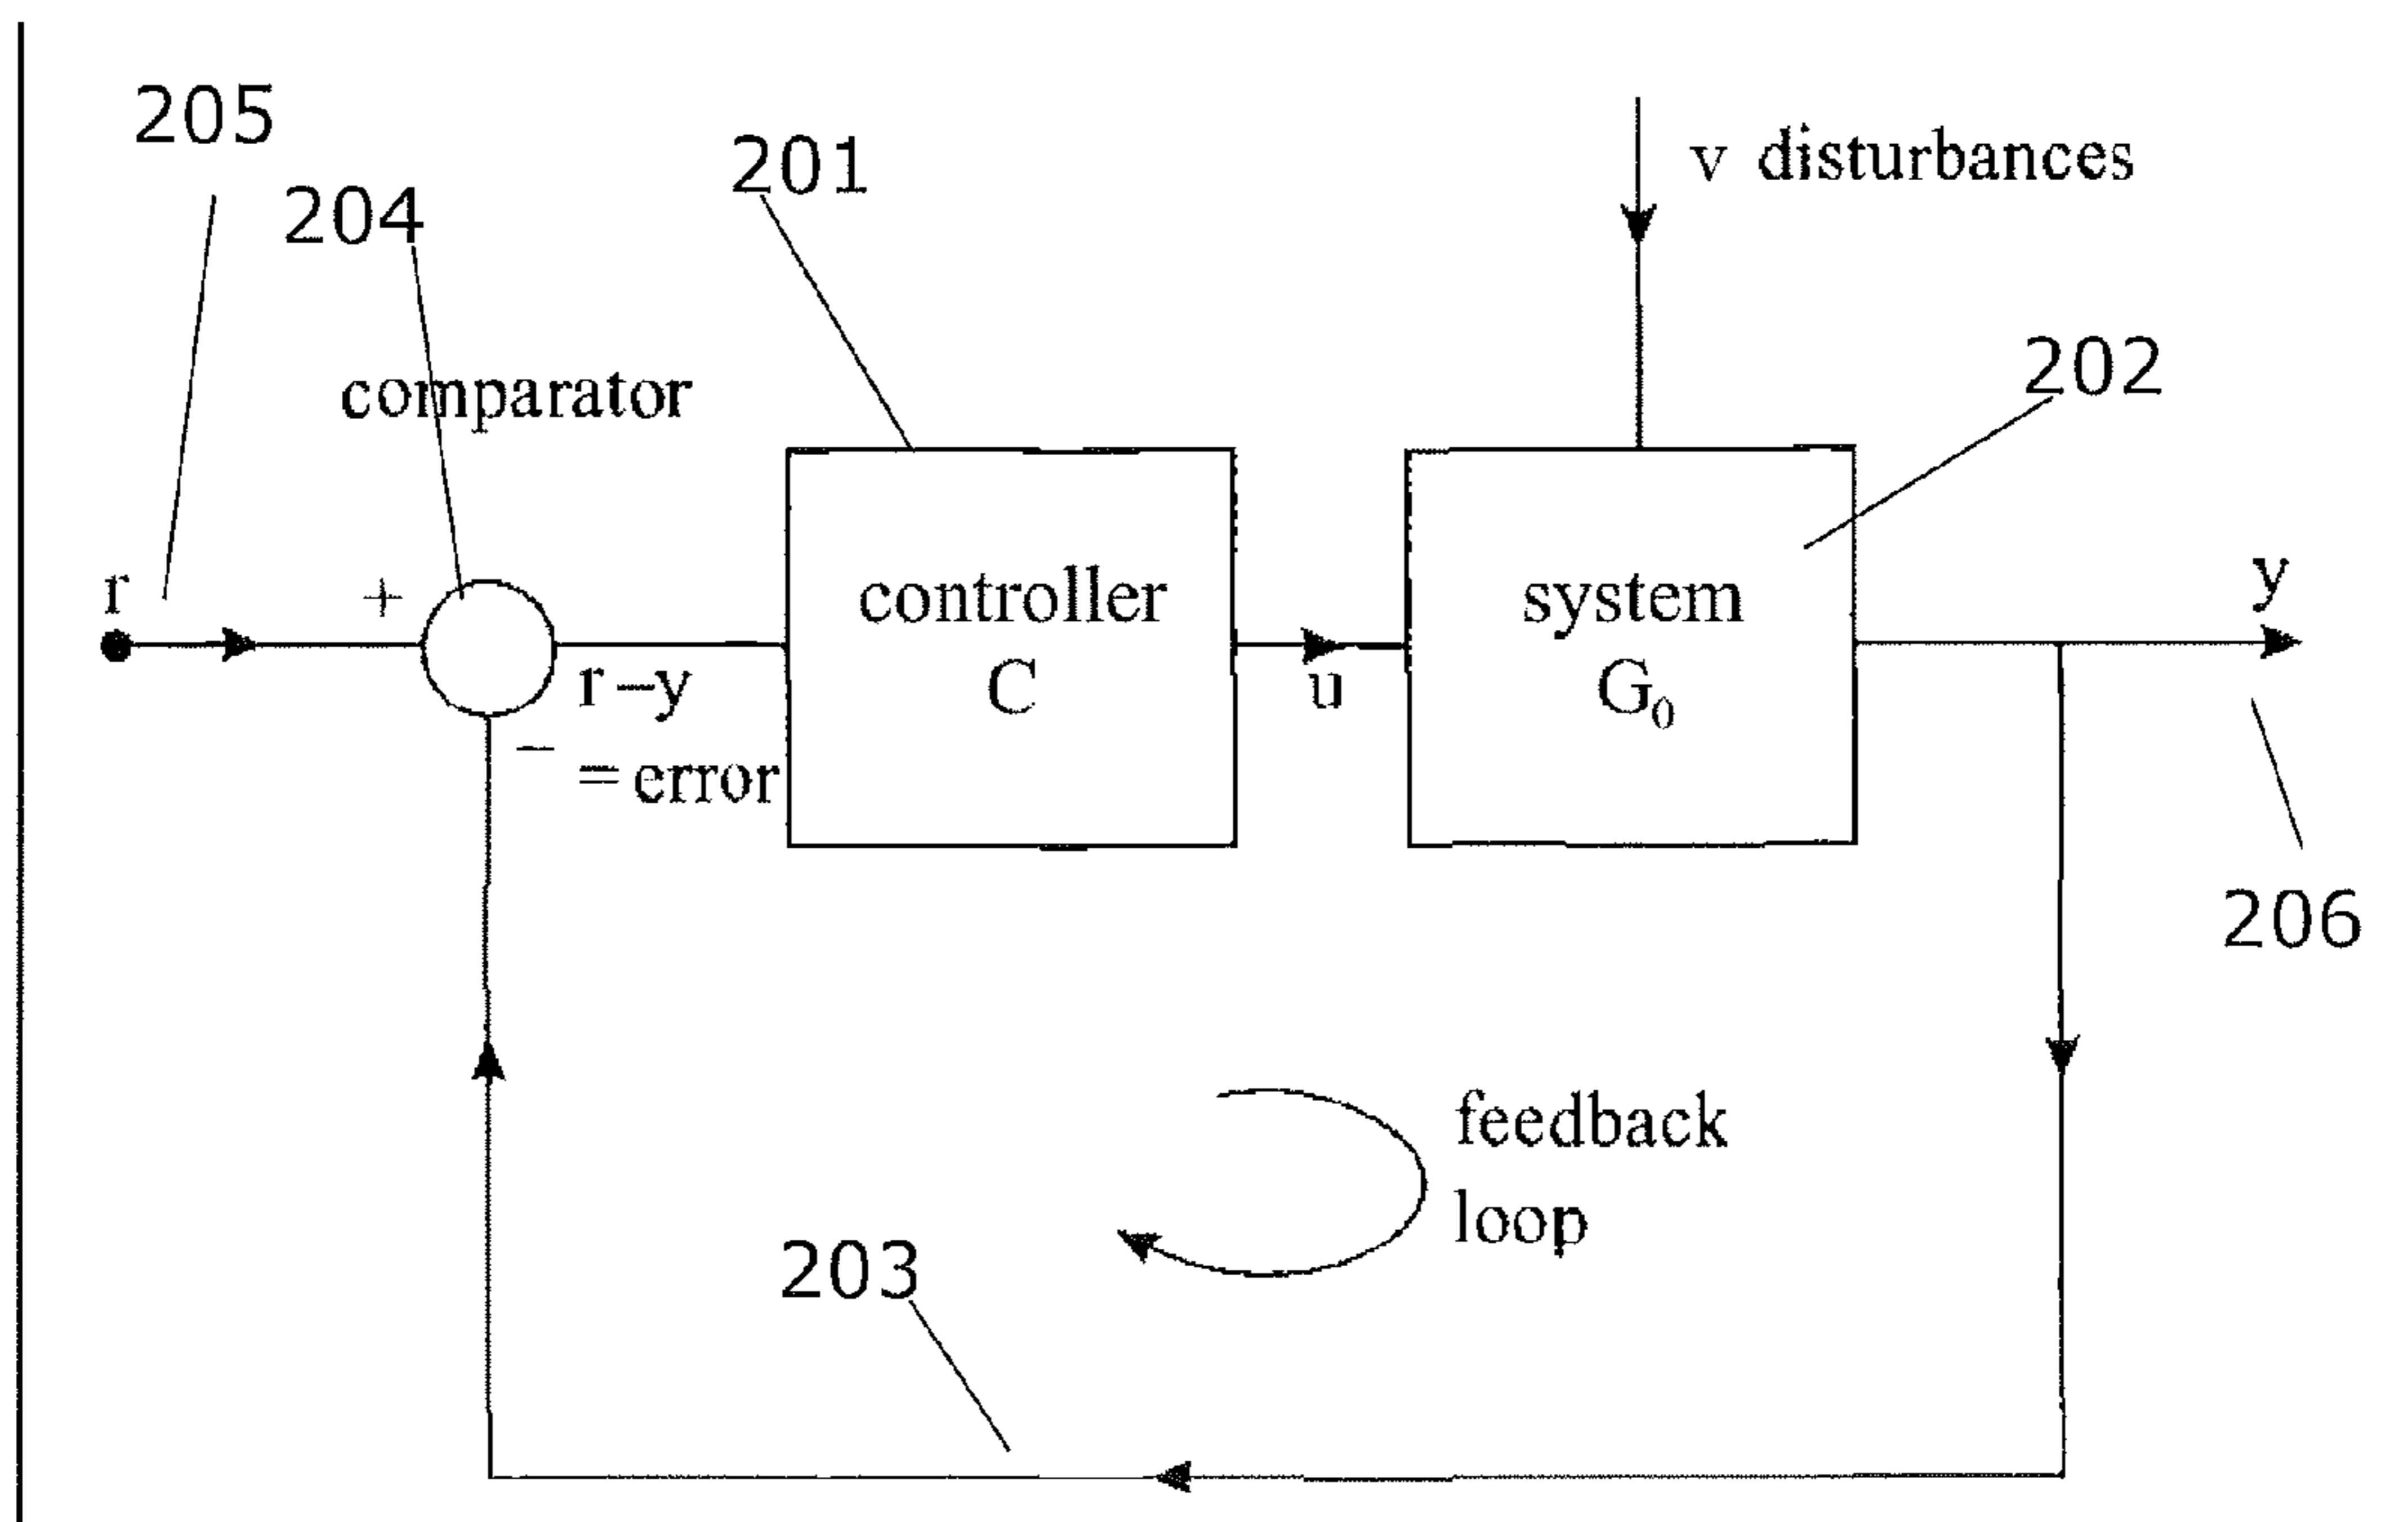 205
204
201
v disturbances
202
comparator
r
+
controller
C
system
G₀
y
r–y
= error
–
u
206
feedback
loop
203